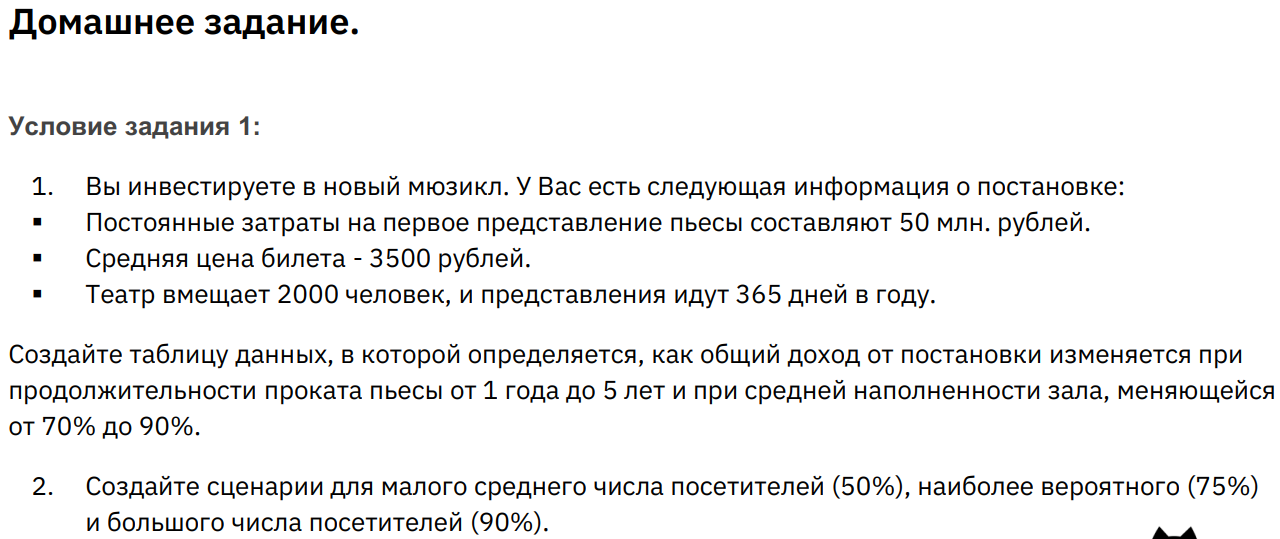 Домашнее задание.
Условие задания 1:
1. Вы инвестируете в новый мюзикл. У Вас есть следующая информация о постановке:
▪ Постоянные затраты на первое представление пьесы составляют 50 млн. рублей.
▪ Средняя цена билета - 3500 рублей.
▪ Театр вмещает 2000 человек, и представления идут 365 дней в году.
Создайте таблицу данных, в которой определяется, как общий доход от постановки изменяется при
продолжительности проката пьесы от 1 года до 5 лет и при средней наполненности зала, меняющейся
от 70% до 90%.
2. Создайте сценарии для малого среднего числа посетителей (50%), наиболее вероятного (75%)
и большого числа посетителей (90%).